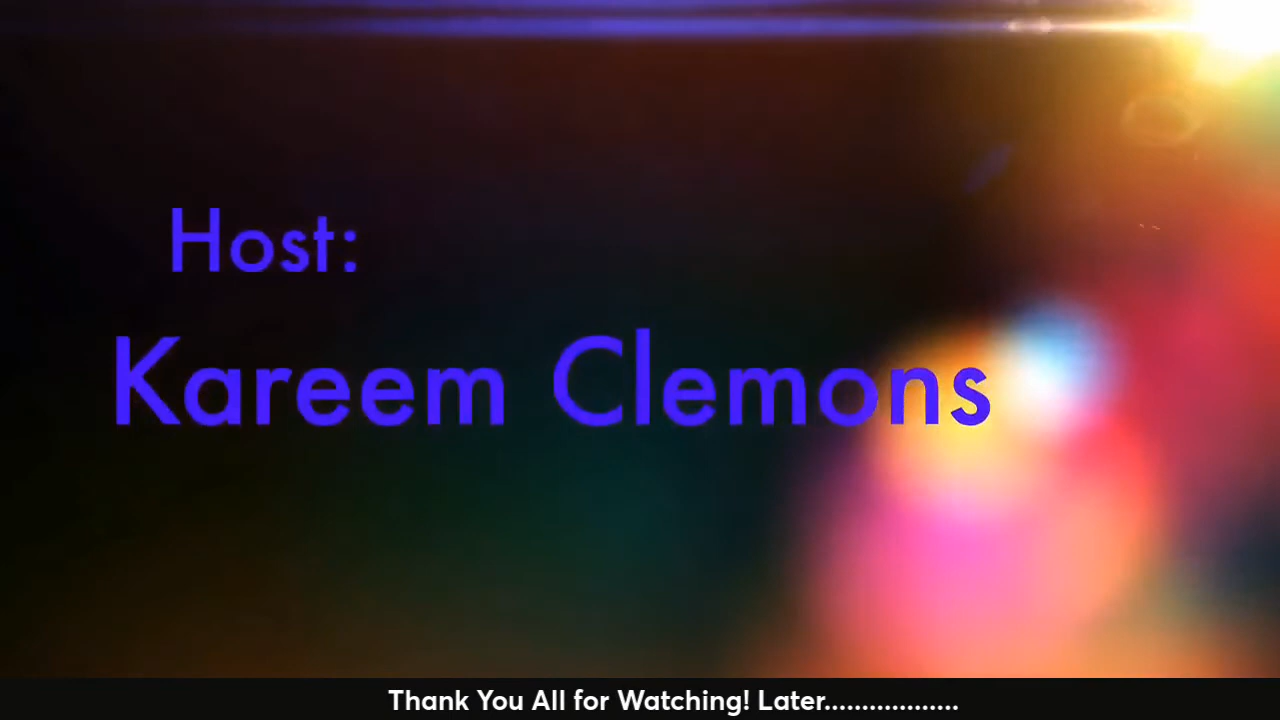 Host:
Kareem Clemons
Thank You All for Watching! Later..................